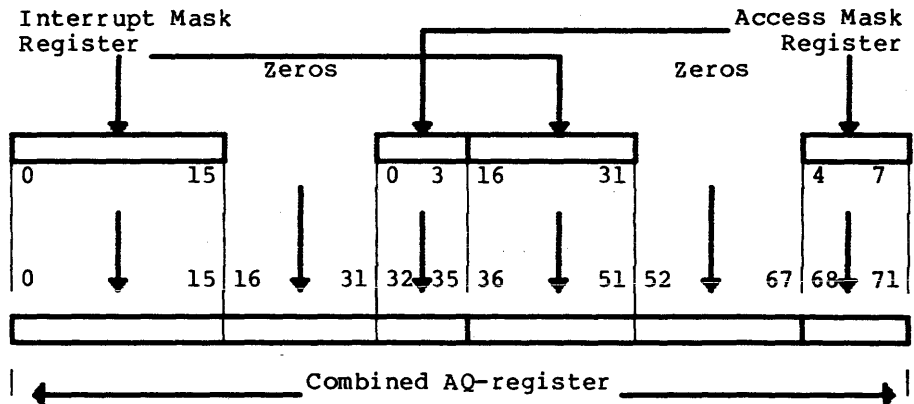 Interrupt Mask
Register
Access Mask
Register
Zeros
Zeros
0 15 0 3 16 31 4 7
0 15 16 31 32 35 36 51 52 67 68 71
Combined AQ-register